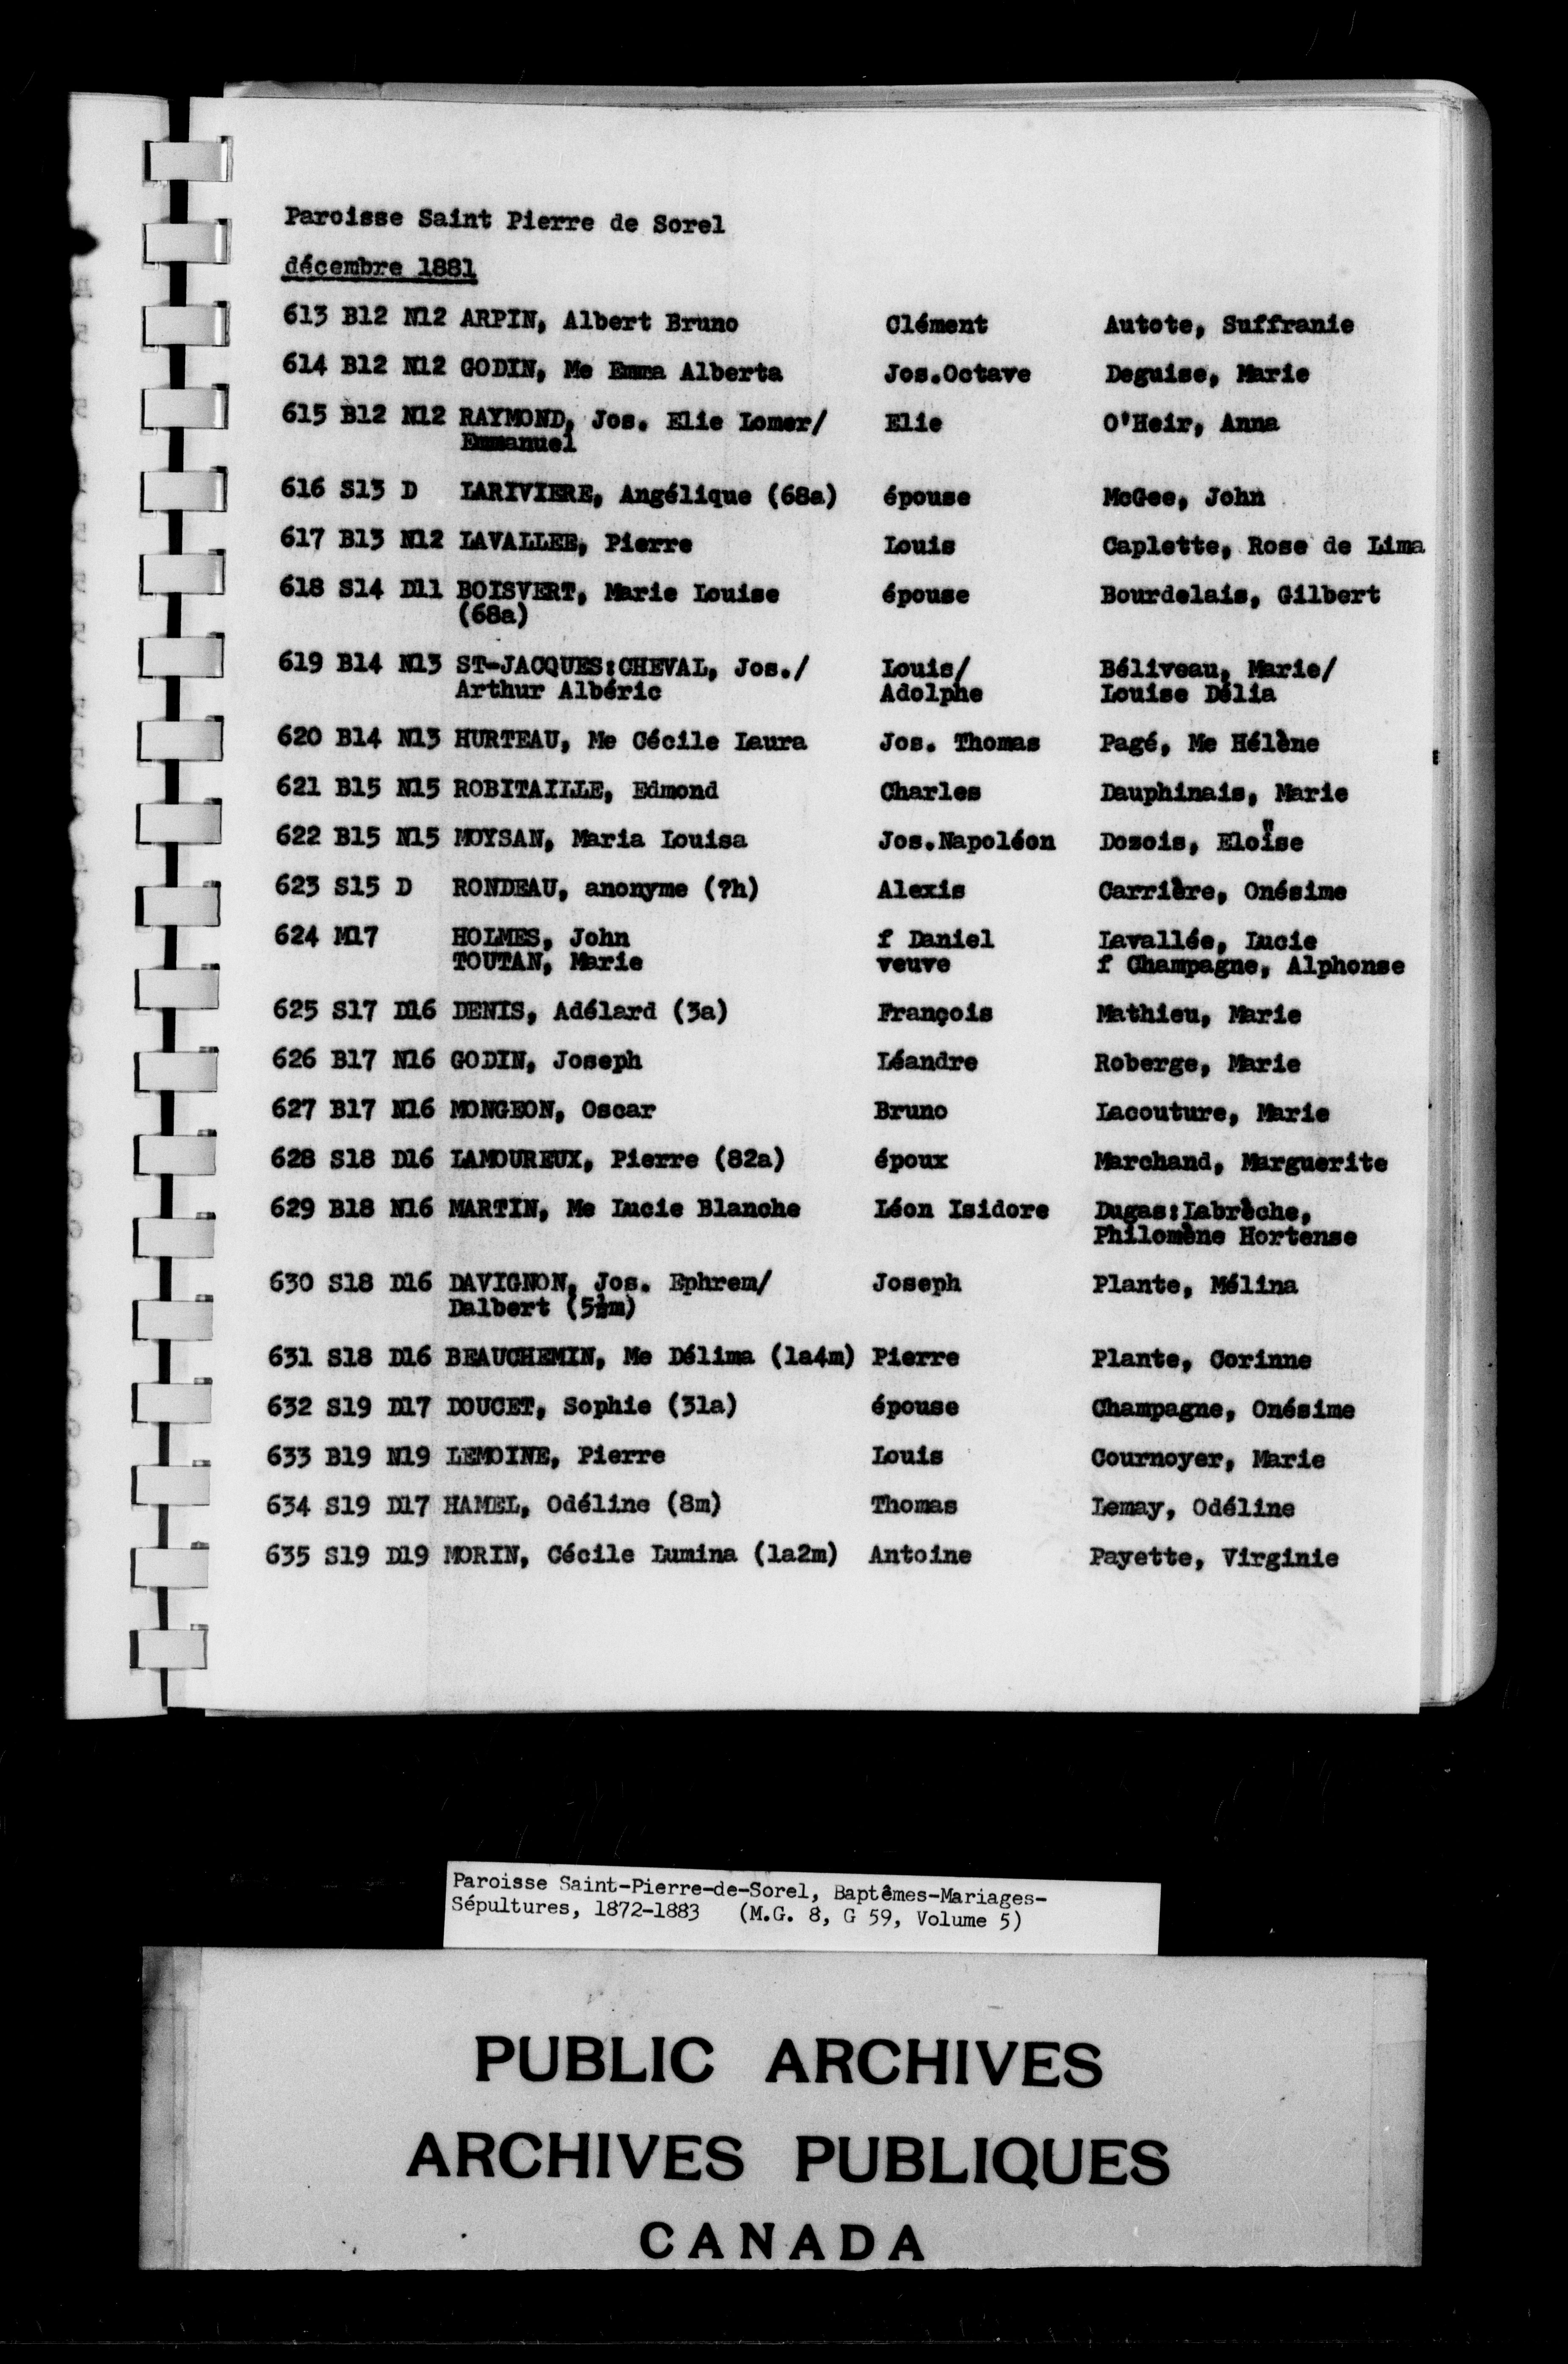 Paroisse Saint Pierre de Sorel
décembre 1881
613 B12 N12 ARPIN, Albert Bruno Clément Autote, Suffranie
614 B12 N12 GODIN, Me Emma Alberta Jos.Octave Deguise, Marie
615 B12 N12 RAYMOND, Jos. Elie Lomer/ Elie O'Heir, Anna
Emmanuel
616 S13 D LARIVIERE, Angélique (68a) épouse McGee, John
617 B13 N12 LAVALLEE, Pierre Louis Caplette, Rose de Lima
618 S14 D11 BOISVERT, Marie Louise épouse Bourdelais, Gilbert
(68a)
619 B14 N13 ST-JACQUES:CHEVAL, Jos./ Louis/ Béliveau, Marie/
Arthur Albéric Adolphe Louise Délia
620 B14 N13 HURTEAU, Me Cécile Laura Jos. Thomas Pagé, Me Hélène
621 B15 N15 ROBITAILLE, Edmond Charles Dauphinais, Marie
622 B15 N15 MOYSAN, Maria Louisa Jos.Napoléon Dozois, Eloïse
623 S15 D RONDEAU, anonyme (?h) Alexis Carrière, Onésime
624 M17 HOLMES, John f Daniel Lavallée, Lucie
TOUTAN, Marie veuve f Champagne, Alphonse
625 S17 D16 DENIS, Adélard (3a) François Mathieu, Marie
626 B17 N16 GODIN, Joseph Léandre Roberge, Marie
627 B17 N16 MONGEON, Oscar Bruno Lacouture, Marie
628 S18 D16 LAMOUREUX, Pierre (82a) époux Marchand, Marguerite
629 B18 N16 MARTIN, Me Lucie Blanche Léon Isidore Dugas:Labrèche,
Philomène Hortense
630 S18 D16 DAVIGNON, Jos. Ephrem/ Joseph Plante, Mélina
Dalbert (5½m)
631 S18 D16 BEAUCHEMIN, Me Délima (1a4m) Pierre Plante, Corinne
632 S19 D17 DOUCET, Sophie (31a) épouse Champagne, Onésime
633 B19 N19 LEMOINE, Pierre Louis Cournoyer, Marie
634 S19 D17 HAMEL, Odéline (8m) Thomas Lemay, Odéline
635 S19 D19 MORIN, Cécile Lumina (1a2m) Antoine Payette, Virginie
Paroisse Saint-Pierre-de-Sorel, Baptêmes-Mariages-
Sépultures, 1872-1883 (M.G. 8, G 59, Volume 5)
PUBLIC ARCHIVES
ARCHIVES PUBLIQUES
CANADA